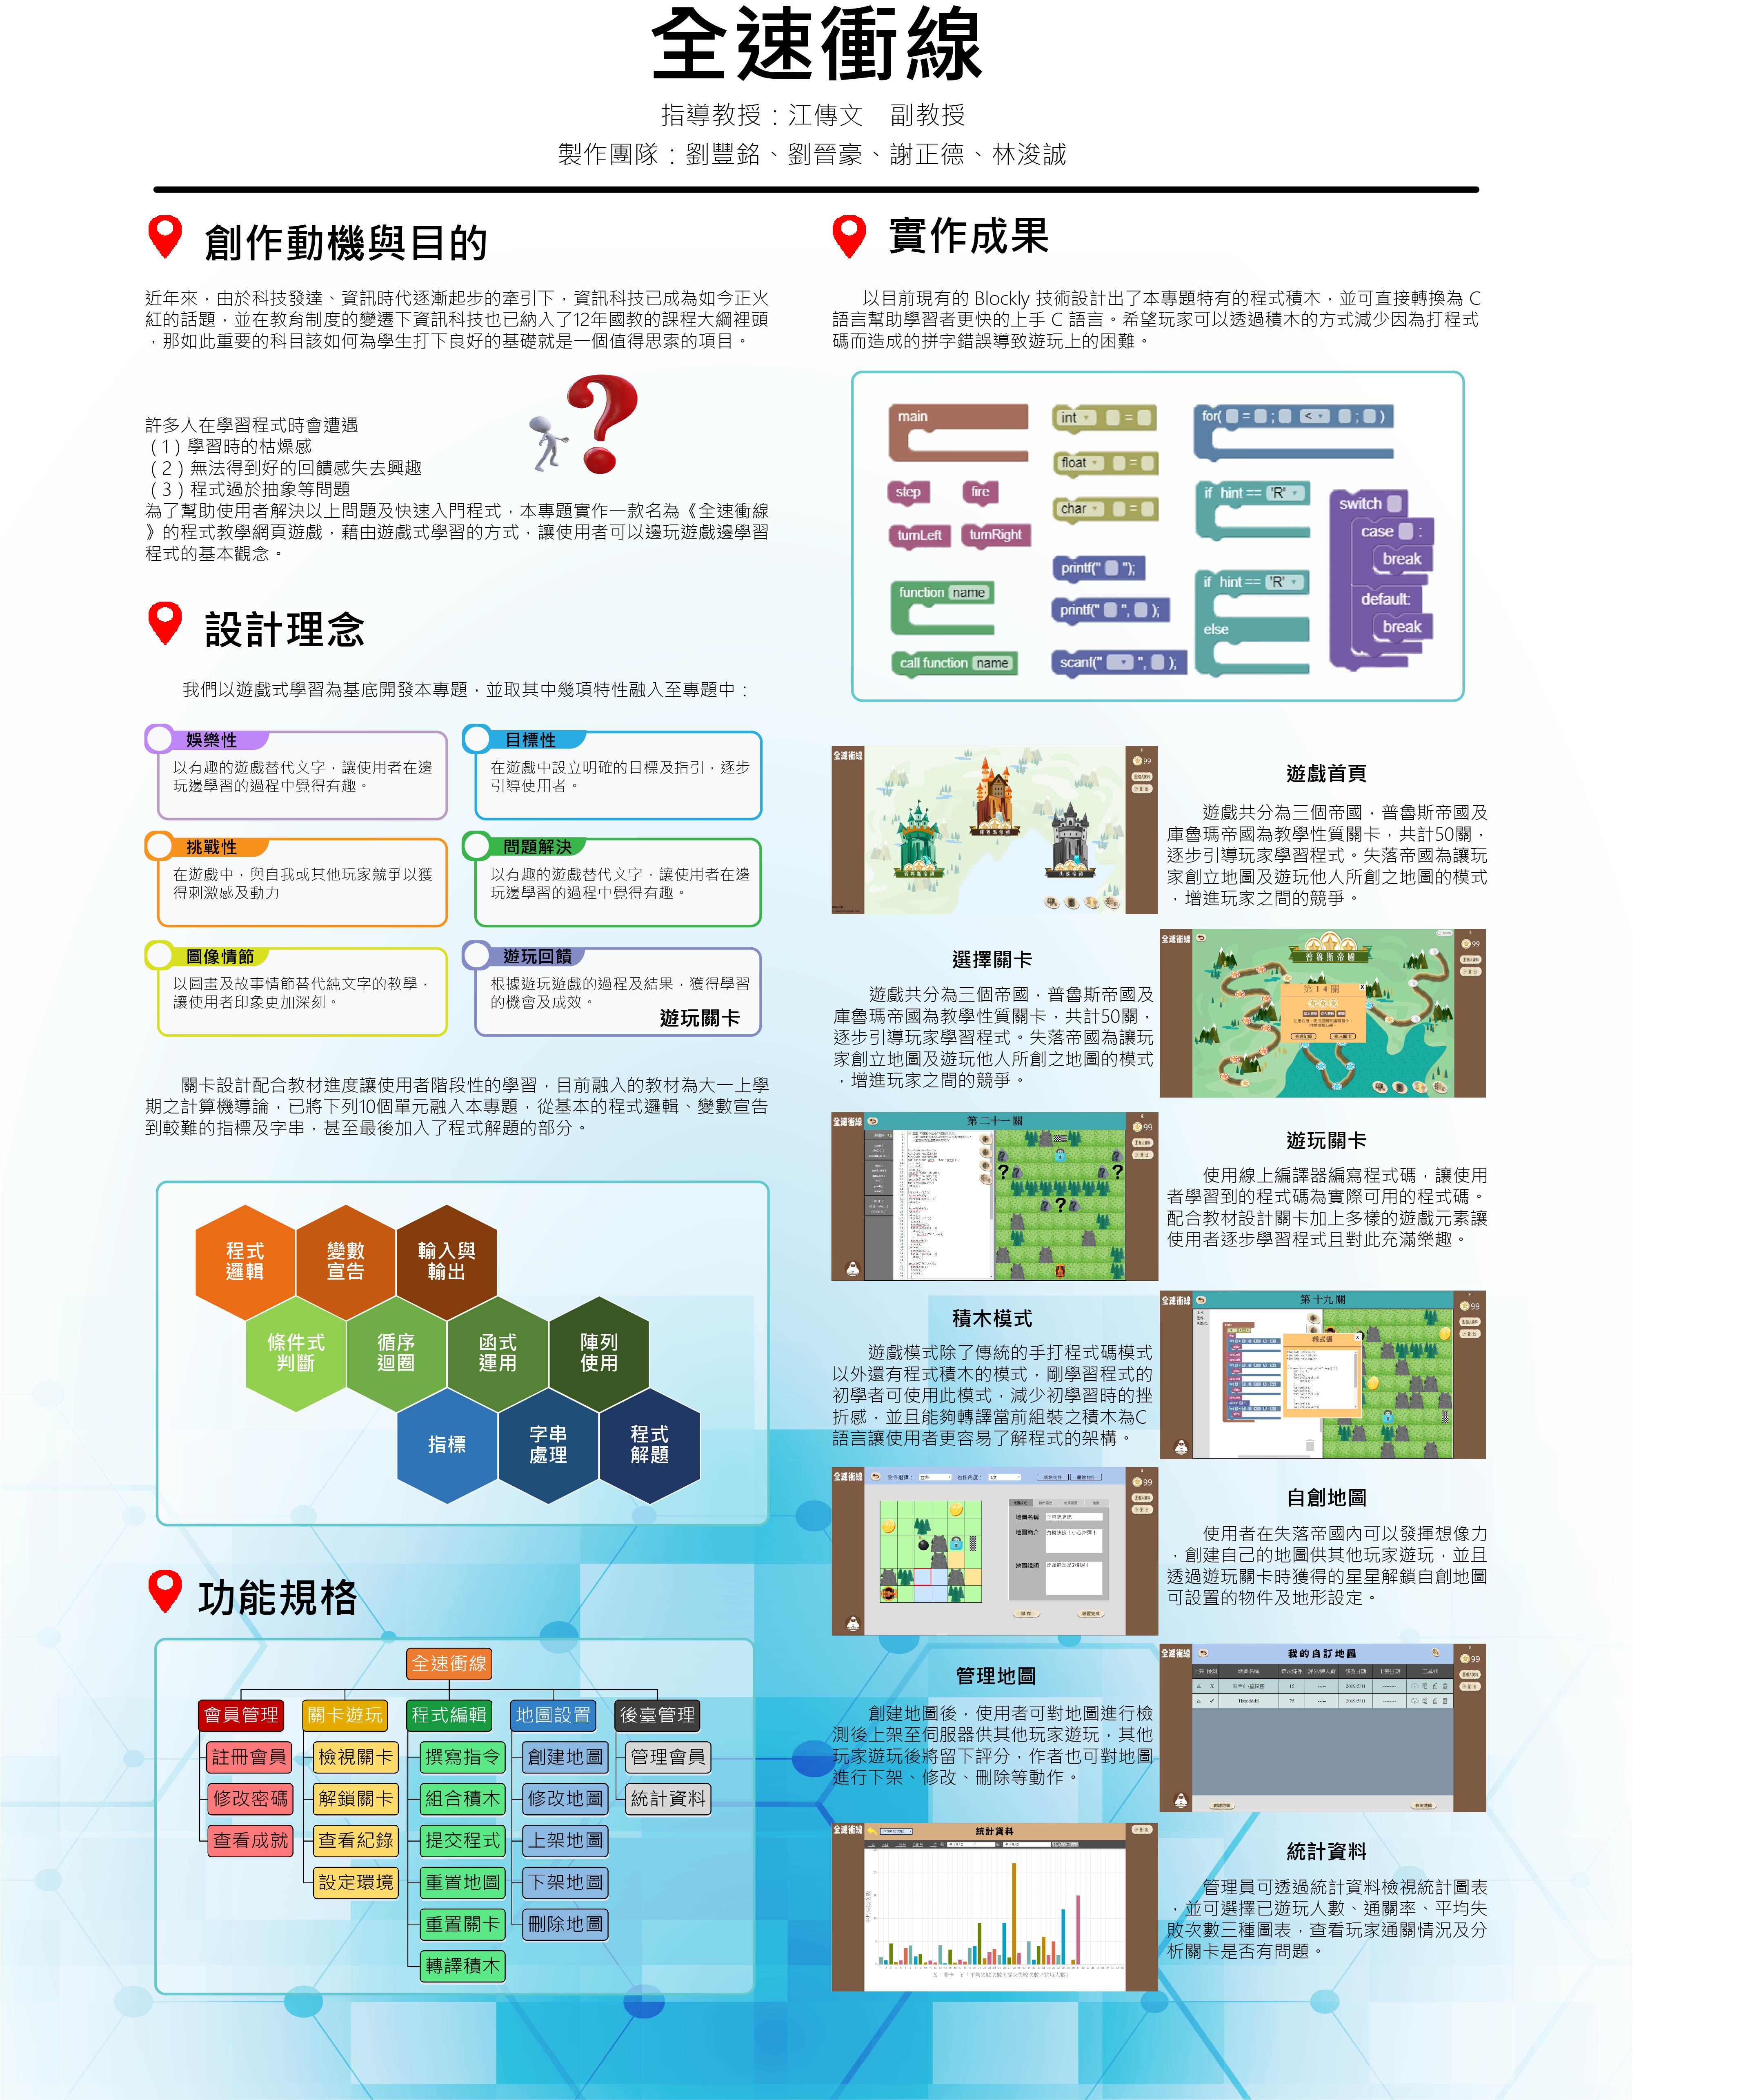 全速衝線
指導教授：江傳文　副教授
製作團隊：劉豐銘、劉晉豪、謝正德、林浚誠
創作動機與目的
近年來，由於科技發達、資訊時代逐漸起步的牽引下，資訊科技已成為如今正火
紅的話題，並在教育制度的變遷下資訊科技也已納入了12年國教的課程大綱裡頭
，那如此重要的科目該如何為學生打下良好的基礎就是一個值得思索的項目。
許多人在學習程式時會遭遇
（1）學習時的枯燥感
（2）無法得到好的回饋感失去興趣
（3）程式過於抽象等問題
為了幫助使用者解決以上問題及快速入門程式，本專題實作一款名為《全速衝線
》的程式教學網頁遊戲，藉由遊戲式學習的方式，讓使用者可以邊玩遊戲邊學習
程式的基本觀念。
設計理念
我們以遊戲式學習為基底開發本專題，並取其中幾項特性融入至專題中：
娛樂性
以有趣的遊戲替代文字，讓使用者在邊
玩邊學習的過程中覺得有趣。
目標性
在遊戲中設立明確的目標及指引，逐步
引導使用者。
挑戰性
在遊戲中，與自我或其他玩家競爭以獲
得刺激感及動力
問題解決
以有趣的遊戲替代文字，讓使用者在邊
玩邊學習的過程中覺得有趣。
圖像情節
以圖畫及故事情節替代純文字的教學，
讓使用者印象更加深刻。
遊玩回饋
根據遊玩遊戲的過程及結果，獲得學習
的機會及成效。
遊玩關卡
關卡設計配合教材進度讓使用者階段性的學習，目前融入的教材為大一上學
期之計算機導論，已將下列10個單元融入本專題，從基本的程式邏輯、變數宣告
到較難的指標及字串，甚至最後加入了程式解題的部分。
程式
邏輯
變數
宣告
輸入與
輸出
條件式
判斷
循序
迴圈
函式
運用
陣列
使用
指標
字串
處理
程式
解題
功能規格
全速衝線
會員管理
註冊會員
修改密碼
查看成就
關卡遊玩
檢視關卡
解鎖關卡
查看紀錄
設定環境
程式編輯
撰寫指令
組合積木
提交程式
重置地圖
重置關卡
轉譯積木
地圖設置
創建地圖
修改地圖
上架地圖
下架地圖
刪除地圖
後臺管理
管理會員
統計資料
實作成果
以目前現有的 Blockly 技術設計出了本專題特有的程式積木，並可直接轉換為 C
語言幫助學習者更快的上手 C 語言。希望玩家可以透過積木的方式減少因為打程式
碼而造成的拼字錯誤導致遊玩上的困難。
main
step fire
turnLeft turnRight
function name
call function name
int =
float =
char =
printf(" ");
printf(" ", );
scanf(" ", );
for( = ; < ; )
if hint == 'R'
if hint == 'R'
else
switch
case :
break
default:
break
全速衝線
99
遊戲首頁
遊戲共分為三個帝國，普魯斯帝國及
庫魯瑪帝國為教學性質關卡，共計50關，
逐步引導玩家學習程式。失落帝國為讓玩
家創立地圖及遊玩他人所創之地圖的模式
，增進玩家之間的競爭。
選擇關卡
遊戲共分為三個帝國，普魯斯帝國及
庫魯瑪帝國為教學性質關卡，共計50關，
逐步引導玩家學習程式。失落帝國為讓玩
家創立地圖及遊玩他人所創之地圖的模式
，增進玩家之間的競爭。
全速衝線
普魯斯帝國
第14關
X
99
全速衝線
第二十一關
99
? ?
?
遊玩關卡
使用線上編譯器編寫程式碼，讓使用
者學習到的程式碼為實際可用的程式碼。
配合教材設計關卡加上多樣的遊戲元素讓
使用者逐步學習程式且對此充滿樂趣。
積木模式
遊戲模式除了傳統的手打程式碼模式
以外還有程式積木的模式，剛學習程式的
初學者可使用此模式，減少初學習時的挫
折感，並且能夠轉譯當前組裝之積木為C
語言讓使用者更容易了解程式的架構。
全速衝線
第十九關
程式碼
X
99
全速衝線
99
地圖名稱
地圖簡介
地圖說明
自創地圖
使用者在失落帝國內可以發揮想像力
，創建自己的地圖供其他玩家遊玩，並且
透過遊玩關卡時獲得的星星解鎖自創地圖
可設置的物件及地形設定。
管理地圖
創建地圖後，使用者可對地圖進行檢
測後上架至伺服器供其他玩家遊玩，其他
玩家遊玩後將留下評分，作者也可對地圖
進行下架、修改、刪除等動作。
全速衝線
我的自訂地圖
99
全速衝線
統計資料
統計資料
管理員可透過統計資料檢視統計圖表
，並可選擇已遊玩人數、通關率、平均失
敗次數三種圖表，查看玩家通關情況及分
析關卡是否有問題。